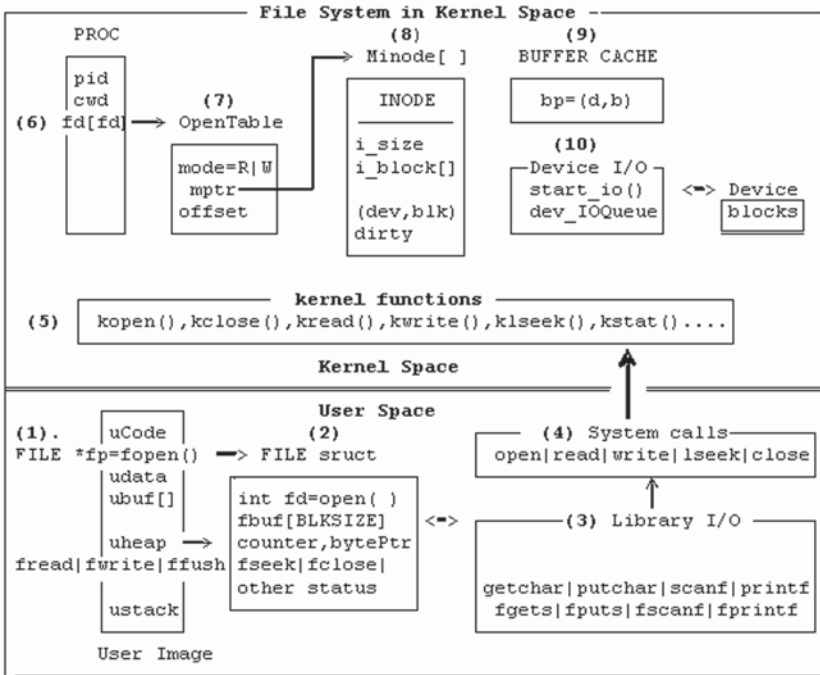 File System in Kernel Space
PROC
(8)
(9)
Minode[ ]
BUFFER CACHE
pid
cwd
(6) fd[fd]
(7)
OpenTable
INODE
bp=(d,b)
i_size
i_block[]
(10)
mode=R|W
mptr
offset
Device I/O
start_io()
dev_IOQueue
<=> Device
blocks
(dev,blk)
dirty
kernel functions
(5) kopen(),kclose(),kread(),kwrite(),klseek(),kstat()....
Kernel Space
User Space
(1).
uCode
(2)
(4) System calls
FILE *fp=fopen()
FILE sruct
open|read|write|lseek|close
udata
ubuf[]
int fd=open( )
fbuf[BLKSIZE]
<=>
(3) Library I/O
uheap
counter,bytePtr
fread|fwrite|ffush
fseek|fclose|
other status
getchar|putchar|scanf|printf
fgets|fputs|fscanf|fprintf
ustack
User Image